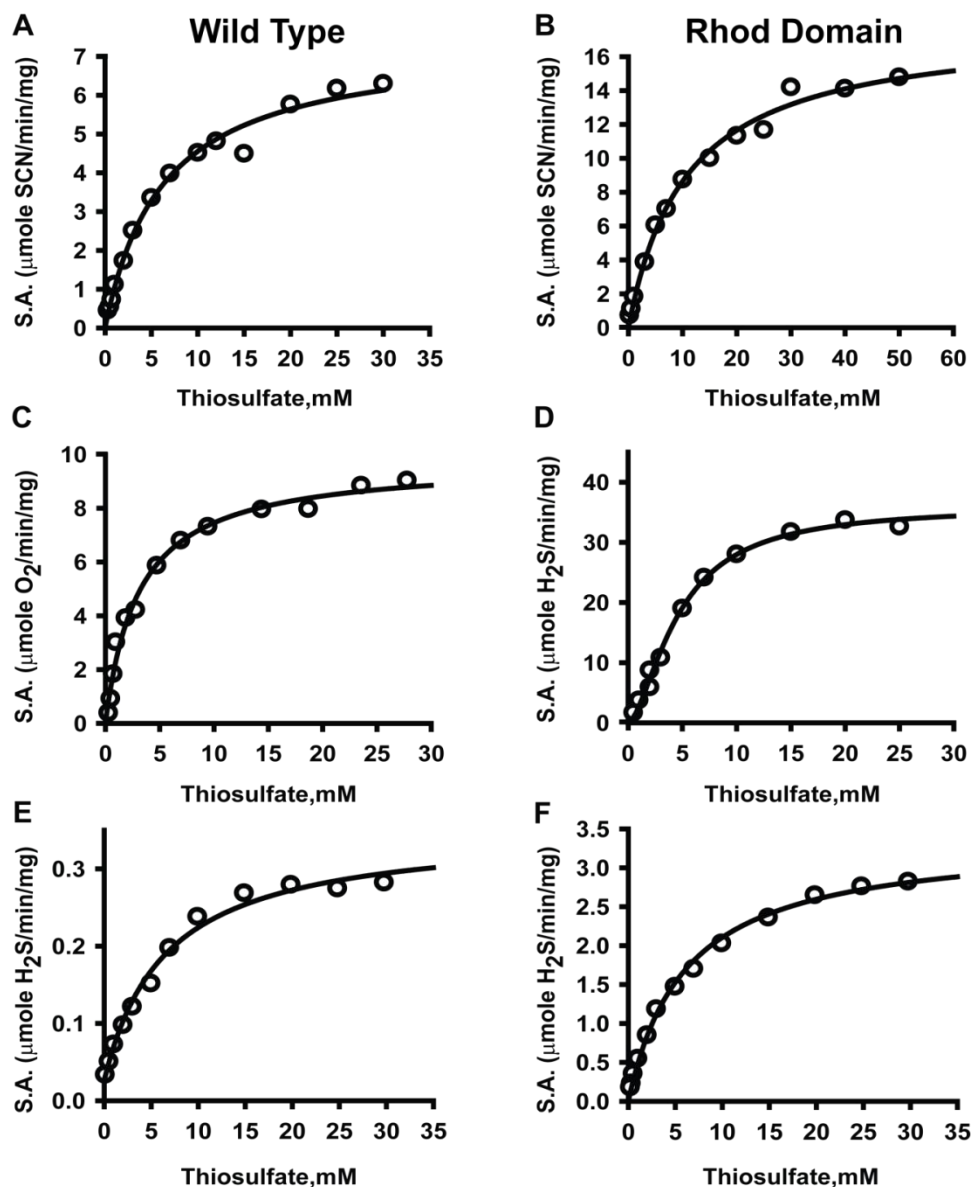 A Wild Type
B Rhod Domain
S.A. (μmole SCN/min/mg)
7
6
5
4
3
2
1
0
0 5 10 15 20 25 30 35
Thiosulfate,mM
S.A. (μmole SCN/min/mg)
16
14
12
10
8
6
4
2
0
0 10 20 30 40 50 60
Thiosulfate,mM
C
S.A. (μmole O2/min/mg)
10
8
6
4
2
0
0 5 10 15 20 25 30
Thiosulfate,mM
D
S.A. (μmole H2S/min/mg)
40
30
20
10
0
0 5 10 15 20 25 30
Thiosulfate,mM
E
S.A. (μmole H2S/min/mg)
0.3
0.2
0.1
0.0
0 5 10 15 20 25 30 35
Thiosulfate,mM
F
S.A. (μmole H2S/min/mg)
3.5
3.0
2.5
2.0
1.5
1.0
0.5
0.0
0 5 10 15 20 25 30 35
Thiosulfate,mM